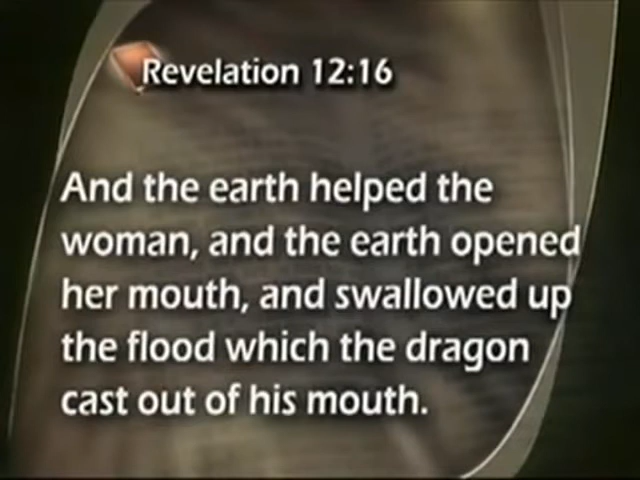 Revelation 12:16
And the earth helped the
woman, and the earth opened
her mouth, and swallowed up
the flood which the dragon
cast out of his mouth.